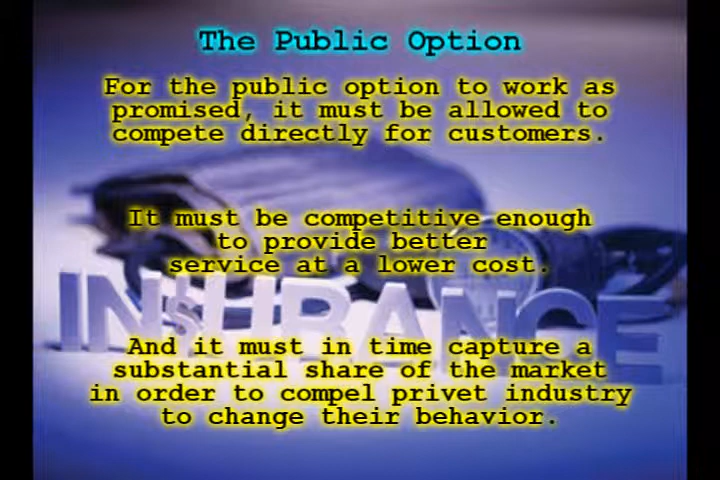 The Public Option
For the public option to work as
promised, it must be allowed to
compete directly for customers.
It must be competitive enough
to provide better
service at a lower cost.
IN$URANCE
And it must in time capture a
substantial share of the market
in order to compel privet industry
to change their behavior.